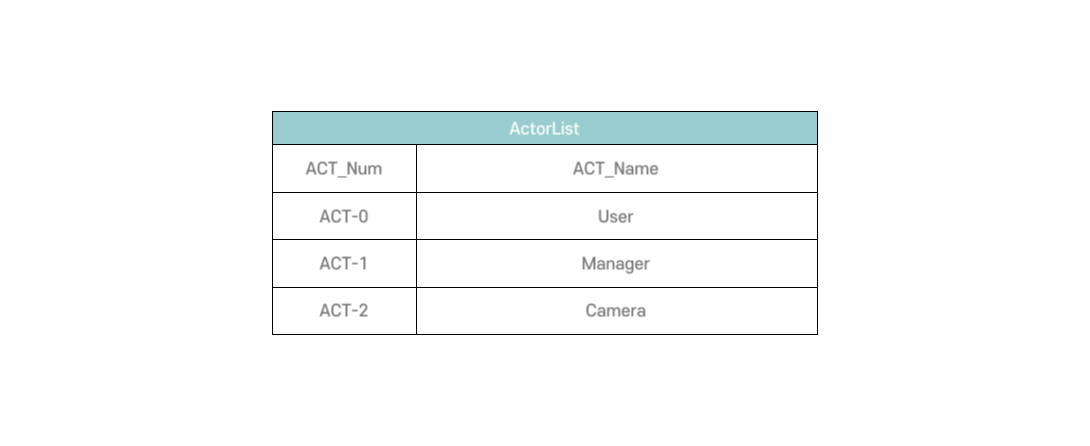 ActorList
ACT_Num ACT_Name
ACT-0 User
ACT-1 Manager
ACT-2 Camera